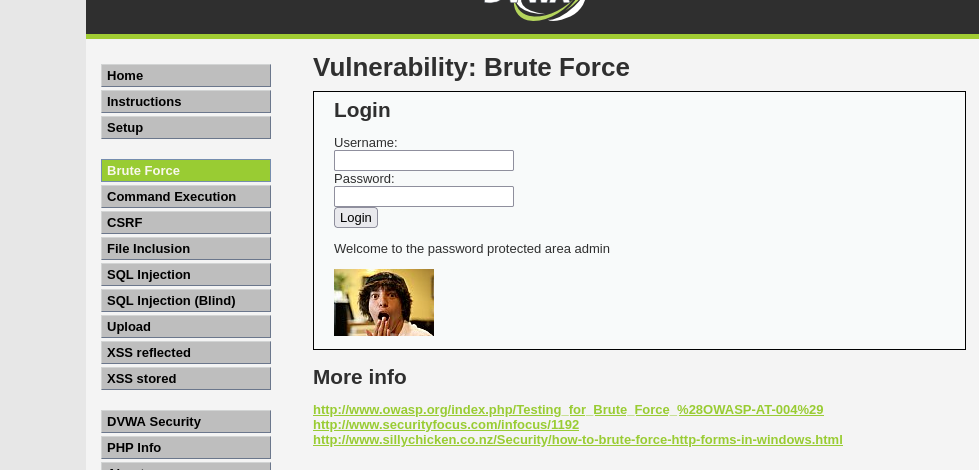 DVWA
Home
Instructions
Setup
Brute Force
Command Execution
CSRF
File Inclusion
SQL Injection
SQL Injection (Blind)
Upload
XSS reflected
XSS stored
DVWA Security
PHP Info
Vulnerability: Brute Force
Login
Username:
Password:
Login
Welcome to the password protected area admin
More info
http://www.owasp.org/index.php/Testing_for_Brute_Force_%28OWASP-AT-004%29
http://www.securityfocus.com/infocus/1192
http://www.sillychicken.co.nz/Security/how-to-brute-force-http-forms-in-windows.html